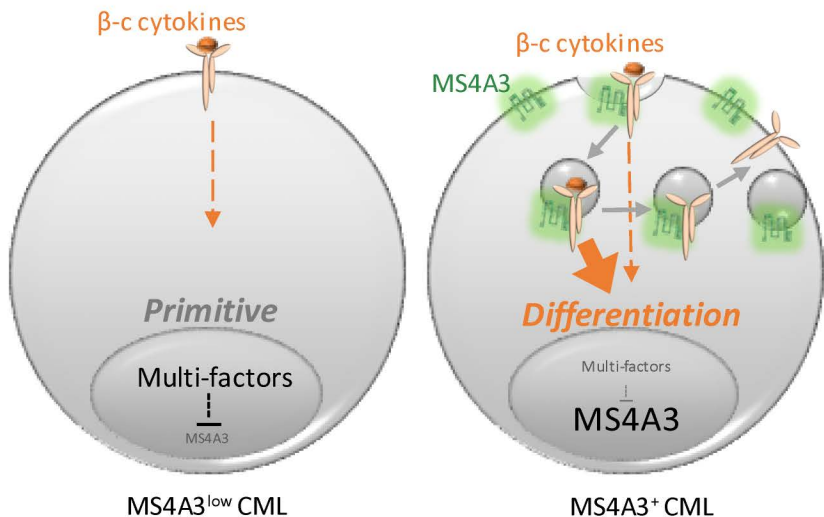 β-c cytokines
Primitive
Multi-factors
MS4A3
MS4A3low CML
β-c cytokines
MS4A3
Differentiation
Multi-factors
MS4A3
MS4A3+ CML